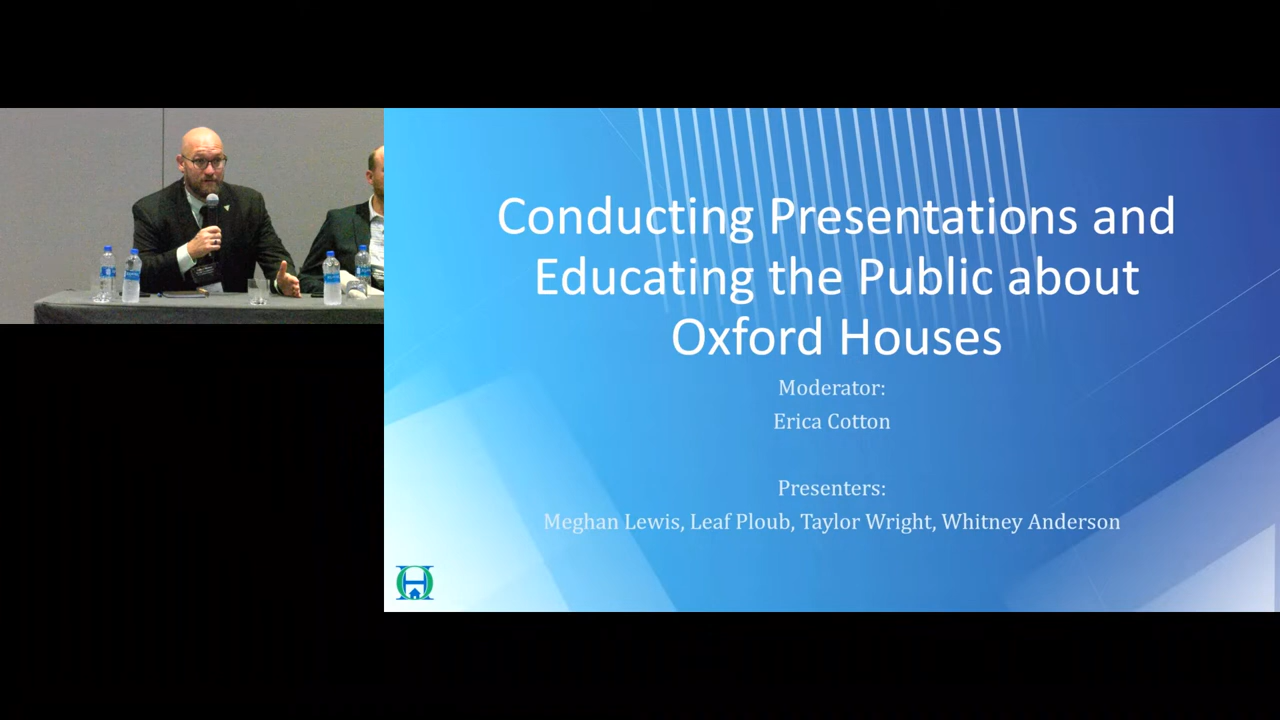 Conducting Presentations and
Educating the Public about
Oxford Houses
Moderator:
Erica Cotton
Presenters:
Meghan Lewis, Leaf Ploub, Taylor Wright, Whitney Anderson